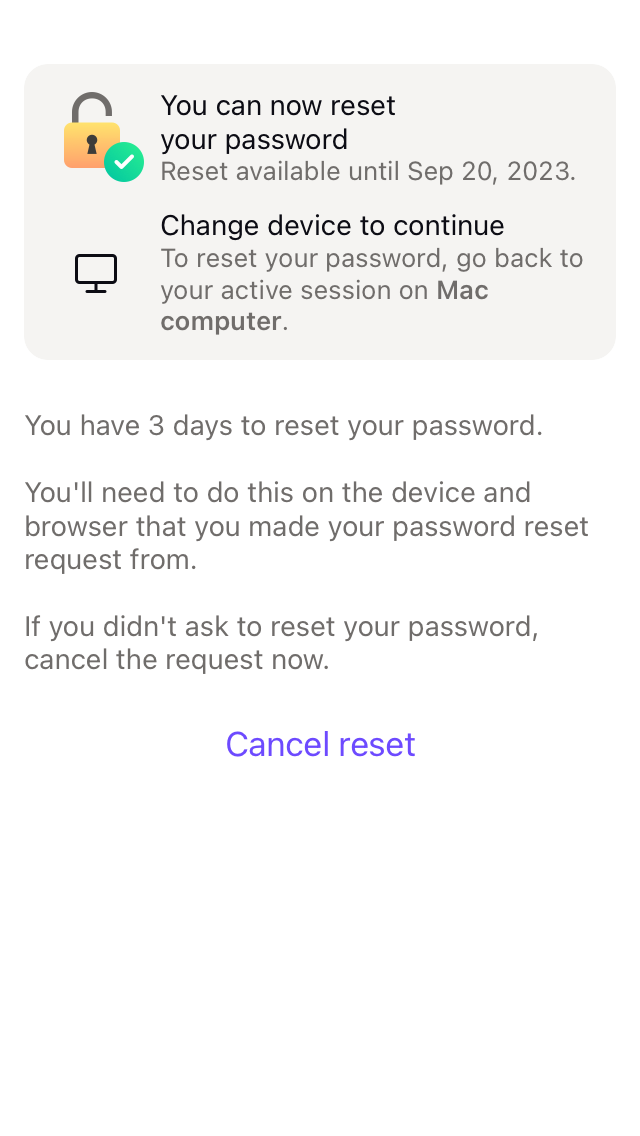 You can now reset
your password
Reset available until Sep 20, 2023.
Change device to continue
To reset your password, go back to
your active session on Mac
computer.
You have 3 days to reset your password.
You'll need to do this on the device and
browser that you made your password reset
request from.
If you didn't ask to reset your password,
cancel the request now.
Cancel reset